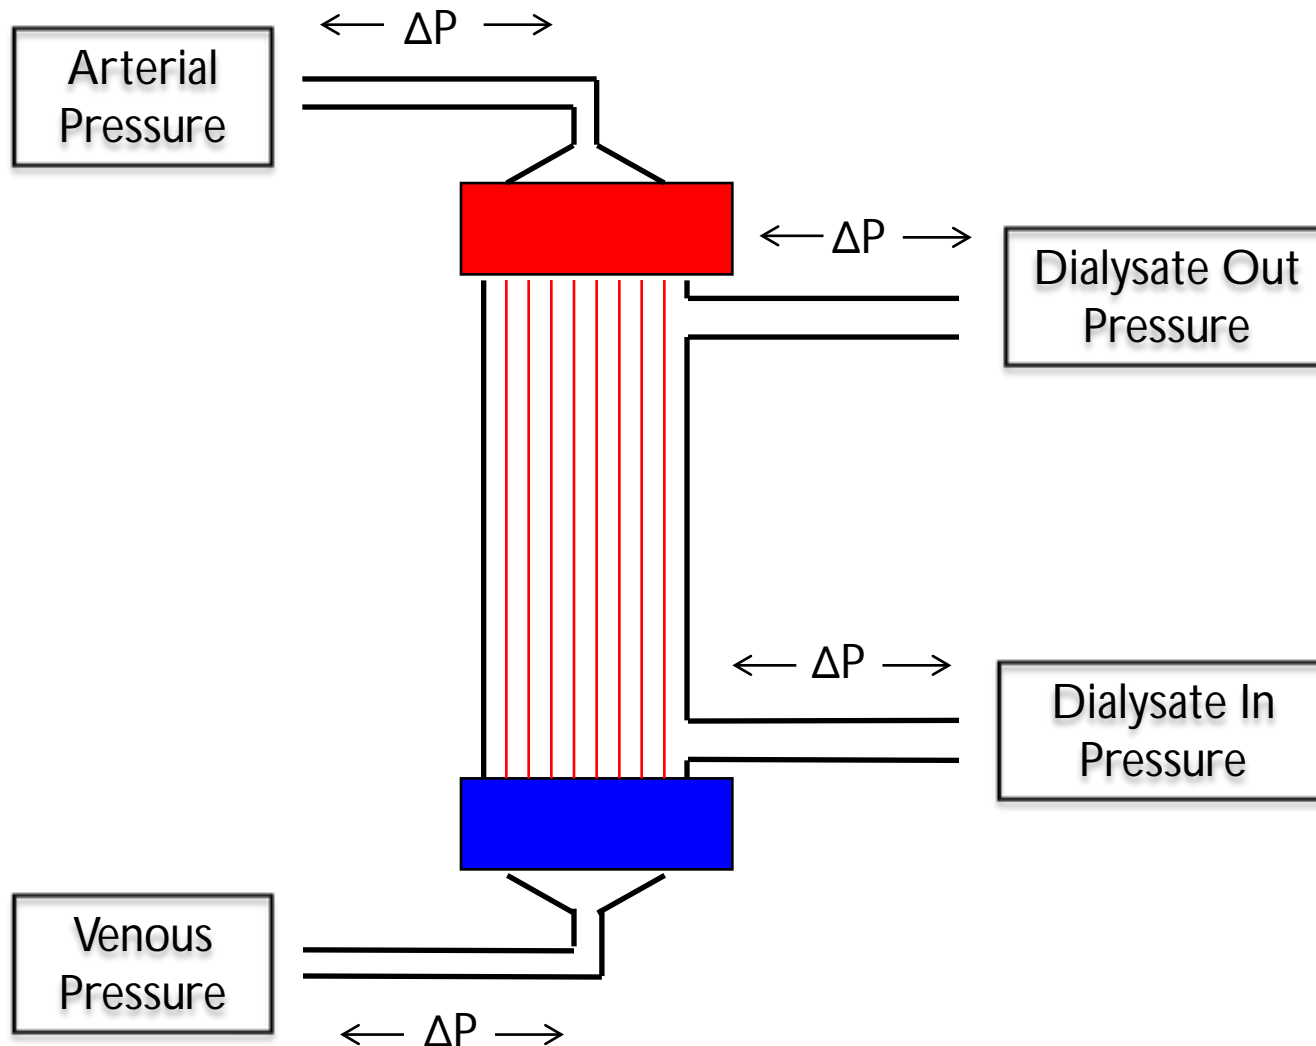 ΔP
Arterial
Pressure
ΔP
Dialysate Out
Pressure
ΔP
Dialysate In
Pressure
Venous
Pressure
ΔP